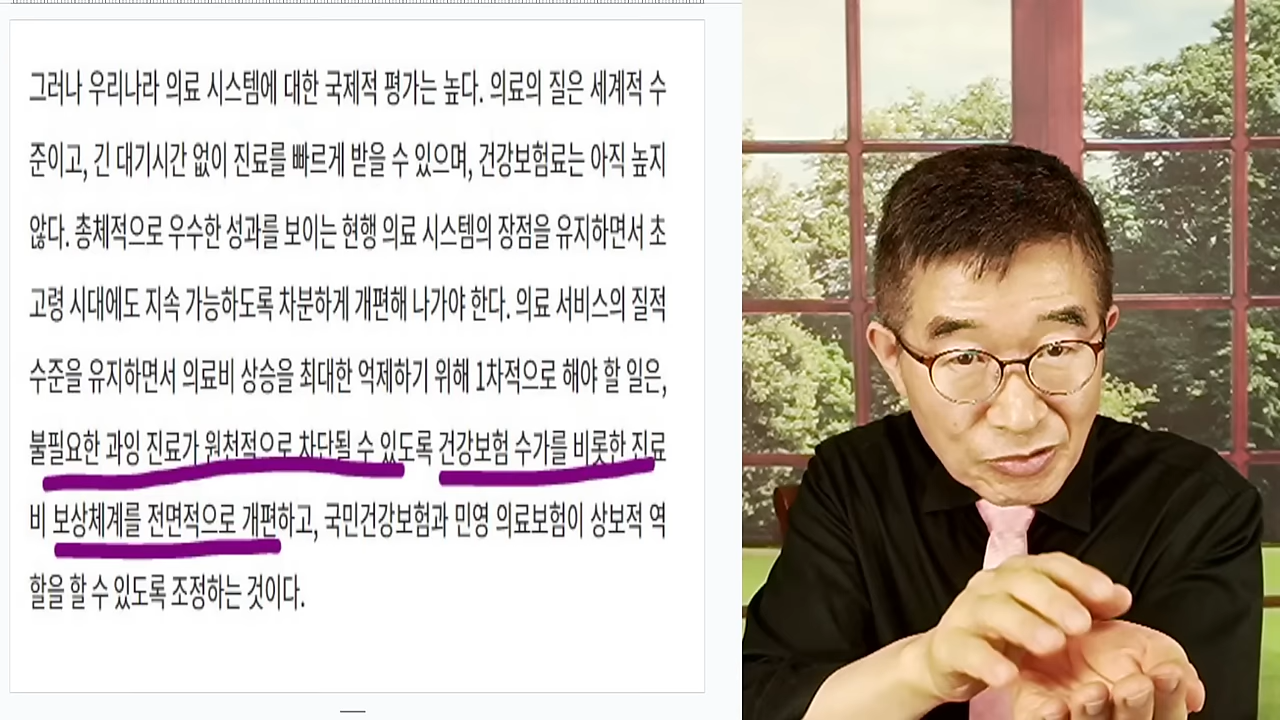 그러나 우리나라 의료 시스템에 대한 국제적 평가는 높다. 의료의 질은 세계적 수
준이고, 긴 대기시간 없이 진료를 빠르게 받을 수 있으며, 건강보험료는 아직 높지
않다. 총체적으로 우수한 성과를 보이는 현행 의료 시스템의 장점을 유지하면서 초
고령 시대에도 지속 가능하도록 차분하게 개편해 나가야 한다. 의료 서비스의 질적
수준을 유지하면서 의료비 상승을 최대한 억제하기 위해 1차적으로 해야 할 일은,
불필요한 과잉 진료가 원천적으로 차단될 수 있도록 건강보험 수가를 비롯한 진료
비 보상체계를 전면적으로 개편하고, 국민건강보험과 민영 의료보험이 상보적 역
할을 할 수 있도록 조정하는 것이다.